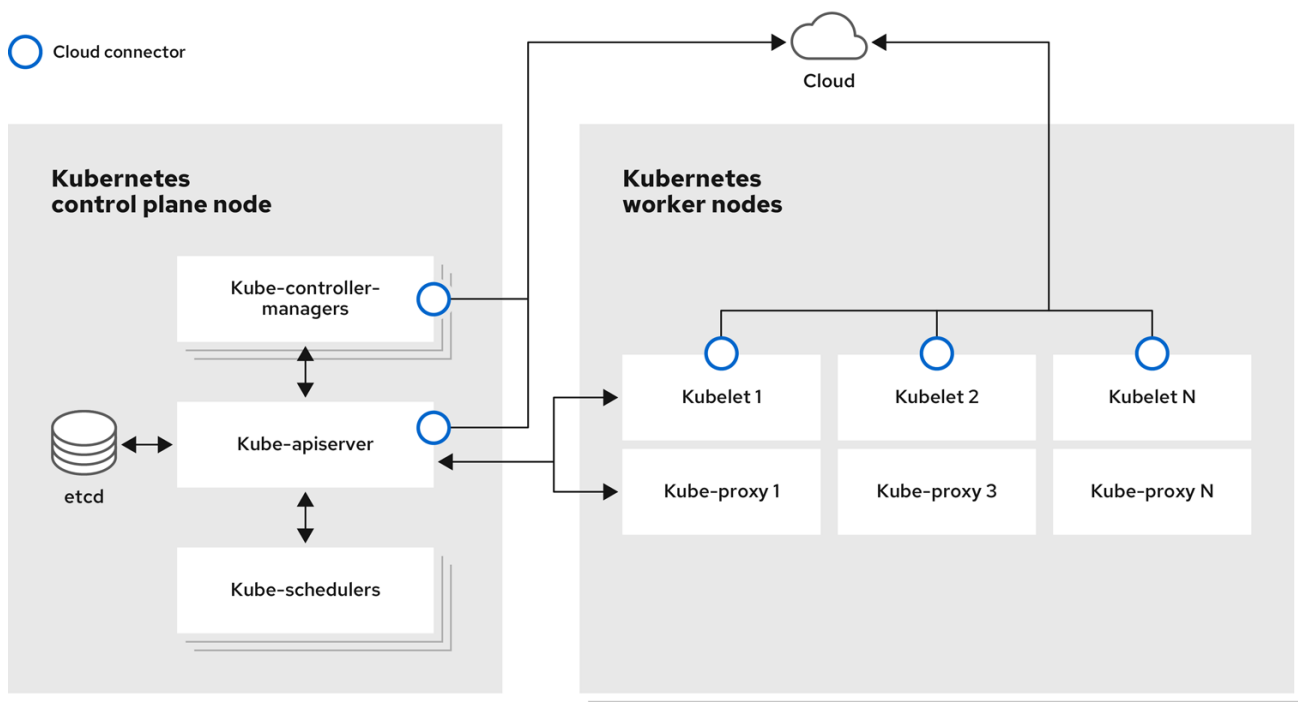 Cloud connector
Cloud
Kubernetes
control plane node
Kube-controller-
managers
Kube-apiserver
etcd
Kube-schedulers
Kubernetes
worker nodes
Kubelet 1
Kubelet 2
Kubelet N
Kube-proxy 1
Kube-proxy 3
Kube-proxy N